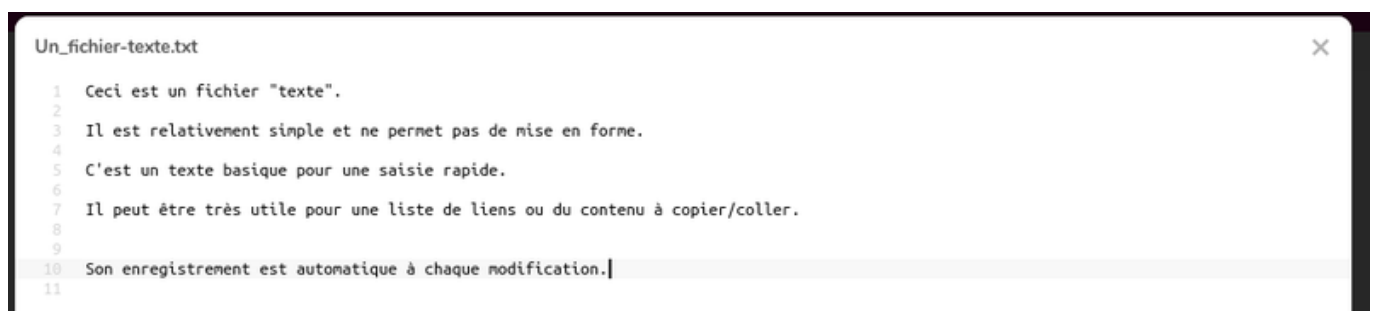 Un_fichier-texte.txt
×
1 Ceci est un fichier "texte".
2
3 Il est relativement simple et ne permet pas de mise en forme.
4
5 C'est un texte basique pour une saisie rapide.
6
7 Il peut être très utile pour une liste de liens ou du contenu à copier/coller.
8
9
10 Son enregistrement est automatique à chaque modification.
11